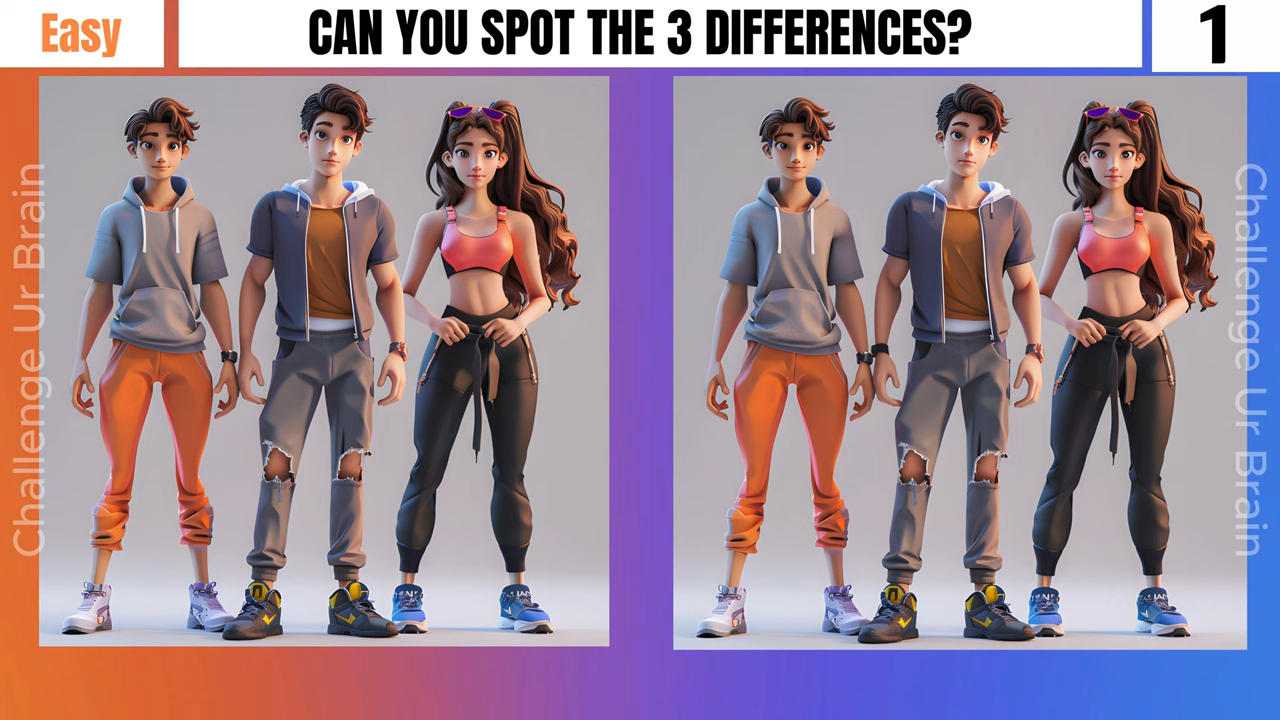 Easy
CAN YOU SPOT THE 3 DIFFERENCES?
1
Challenge Ur Brain
Challenge Ur Brain